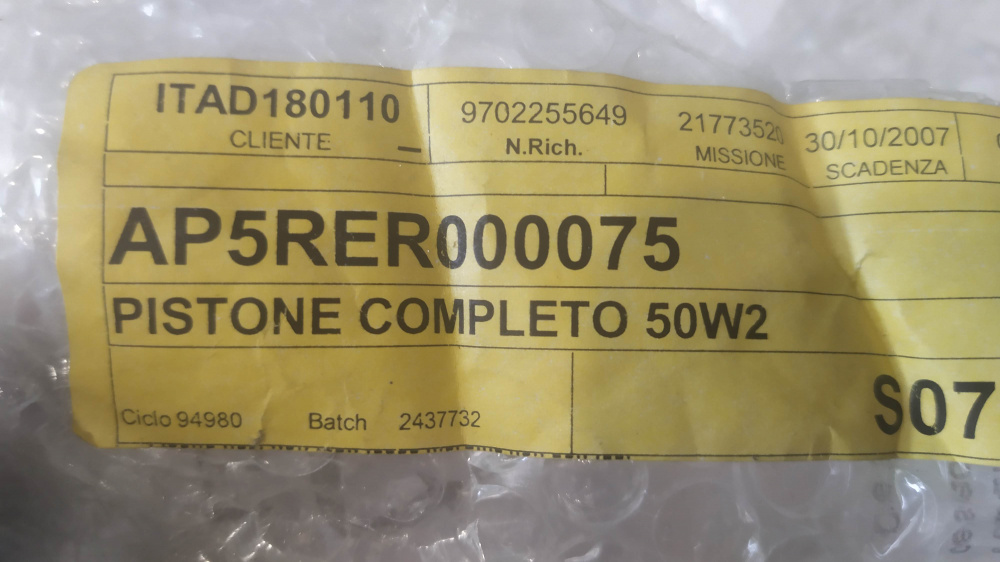 ITAD180110 9702255649 21773520 30/10/2007
CLIENTE _ N.Rich. MISSIONE SCADENZA
AP5RER000075
PISTONE COMPLETO 50W2
S07
Ciclo 94980 Batch 2437732